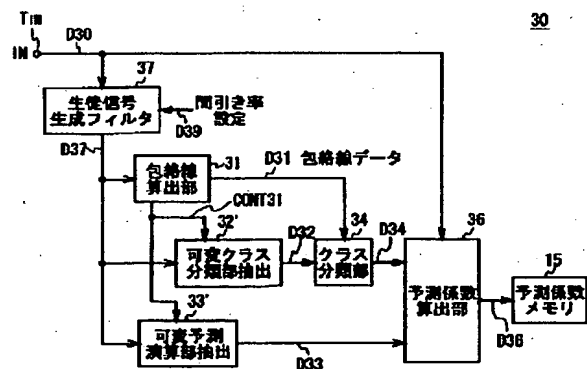 30
TIN
IN
D30
37
生徒信号
生成フィルタ
間引き率
設定
D39
D37
31
包絡線
算出部
D31 包絡線データ
CONT31
32'
可変クラス
分類部抽出
D32
34
クラス
分類部
D34
36
予測係数
算出部
15
予測係数
メモリ
D36
33'
可変予測
演算部抽出
D33